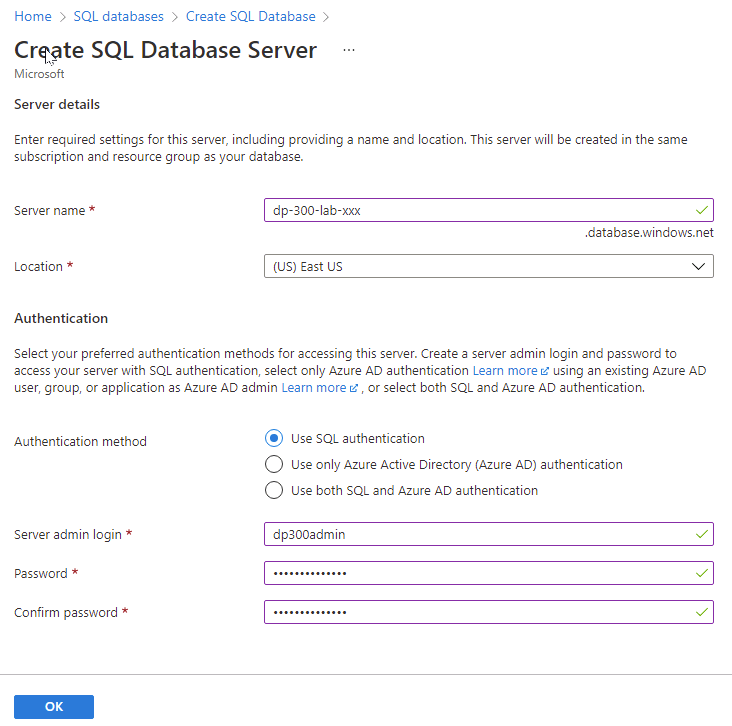 Home > SQL databases > Create SQL Database >
Create SQL Database Server ...
Microsoft
Server details
Enter required settings for this server, including providing a name and location. This server will be created in the same
subscription and resource group as your database.
Server name * dp-300-lab-xxx
.database.windows.net
Location * (US) East US
Authentication
Select your preferred authentication methods for accessing this server. Create a server admin login and password to
access your server with SQL authentication, select only Azure AD authentication Learn more using an existing Azure AD
user, group, or application as Azure AD admin Learn more , or select both SQL and Azure AD authentication.
Authentication method Use SQL authentication
Use only Azure Active Directory (Azure AD) authentication
Use both SQL and Azure AD authentication
Server admin login * dp300admin
Password * ••••••••••••••
Confirm password * ••••••••••••••
OK